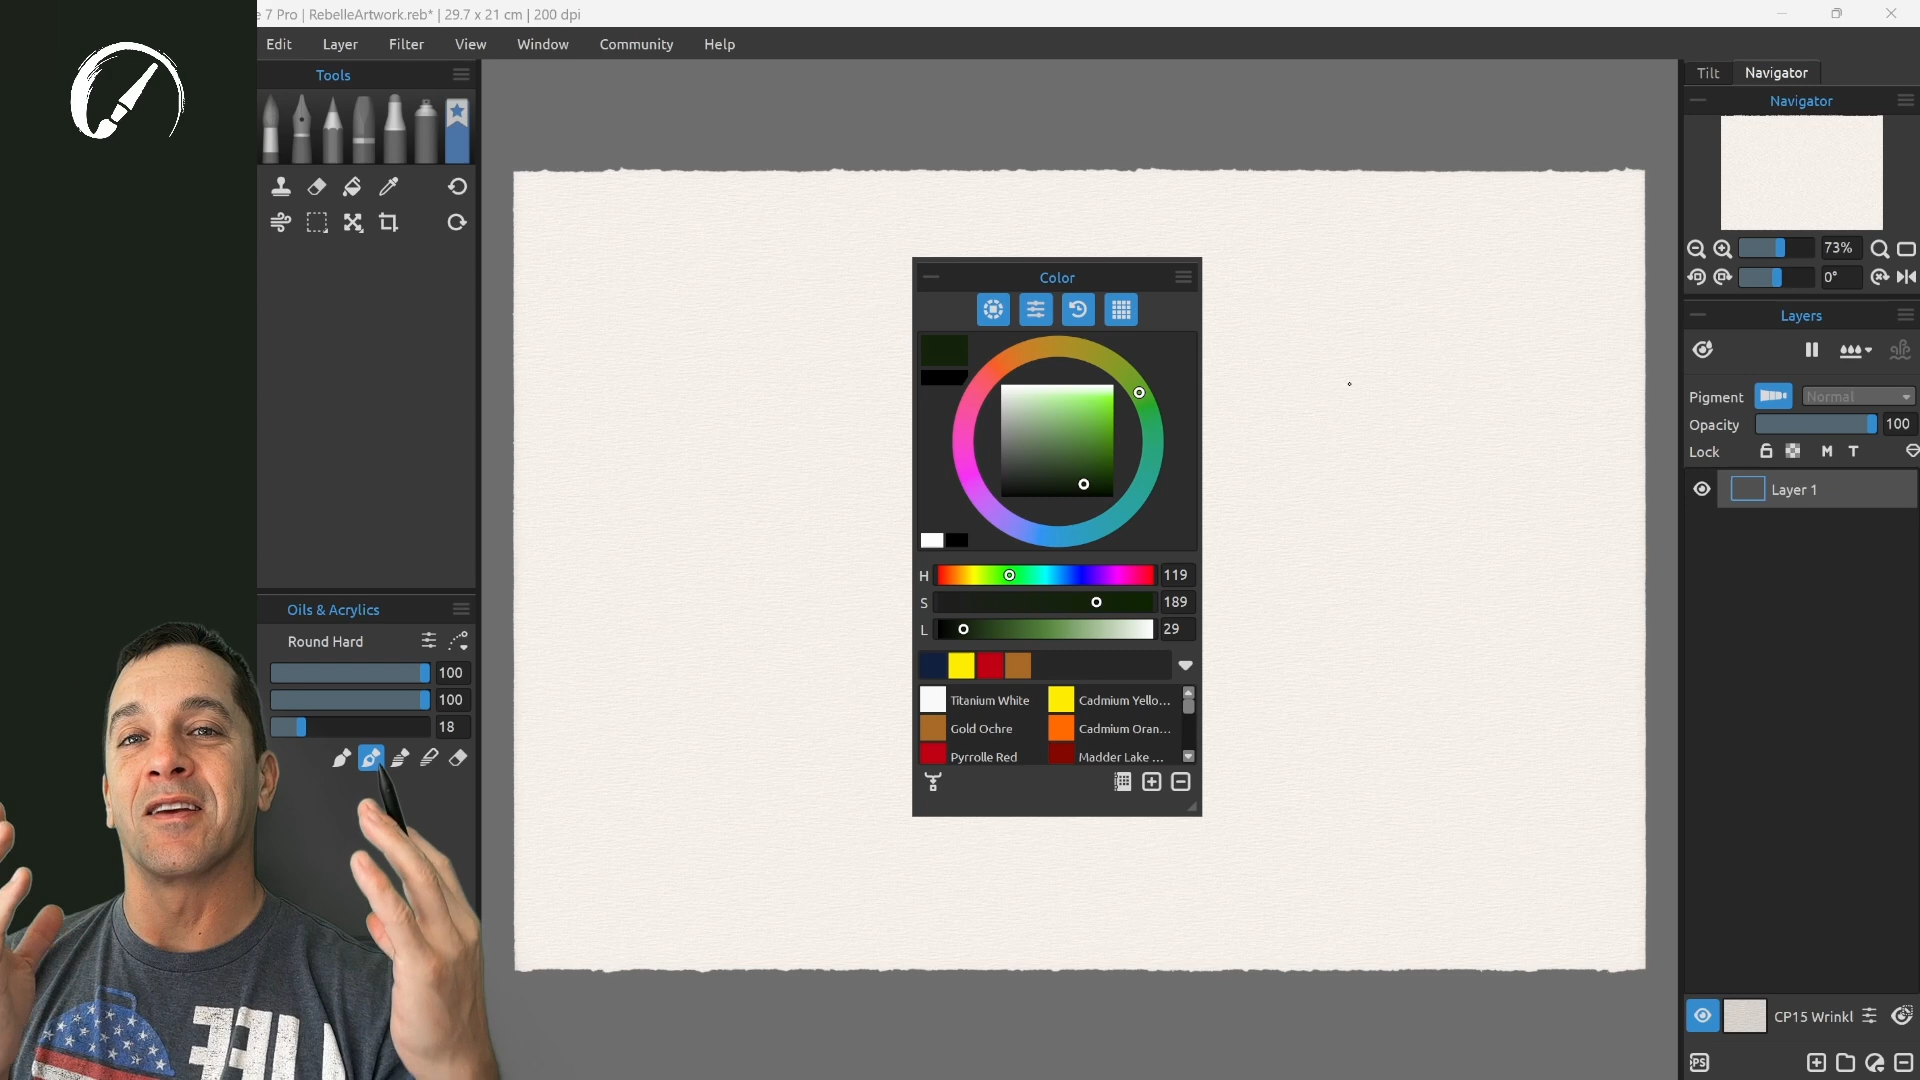 e 7 Pro | RebelleArtwork.reb* | 29.7 x 21 cm | 200 dpi
Edit Layer Filter View Window Community Help
Tools
Tilt Navigator
Navigator
73%
0°
Layers
Pigment Normal
Opacity 100
Lock M T
Layer 1
Color
H 119
S 189
L 29
Titanium White Cadmium Yello...
Gold Ochre Cadmium Oran...
Pyrrolle Red Madder Lake ...
Oils & Acrylics
Round Hard
100
100
18
CP15 Wrinkl
PS